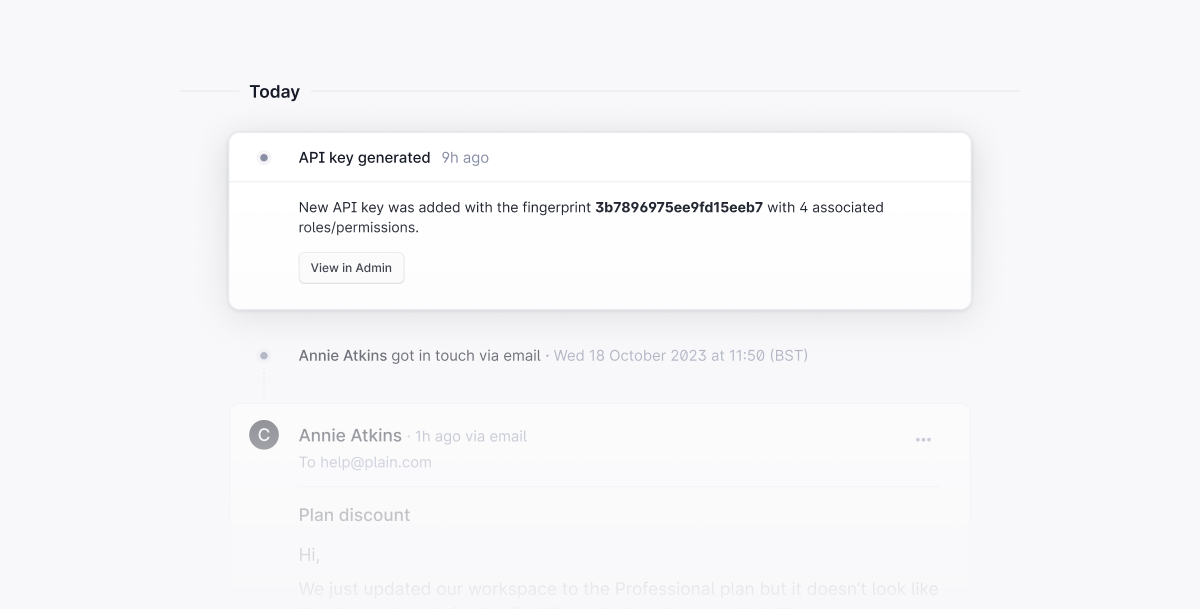 Today
API key generated 9h ago
New API key was added with the fingerprint 3b7896975ee9fd15eeb7 with 4 associated
roles/permissions.
View in Admin
Annie Atkins got in touch via email · Wed 18 October 2023 at 11:50 (BST)
C
Annie Atkins · 1h ago via email
To help@plain.com
Plan discount
Hi,
We just updated our workspace to the Professional plan but it doesn't look like